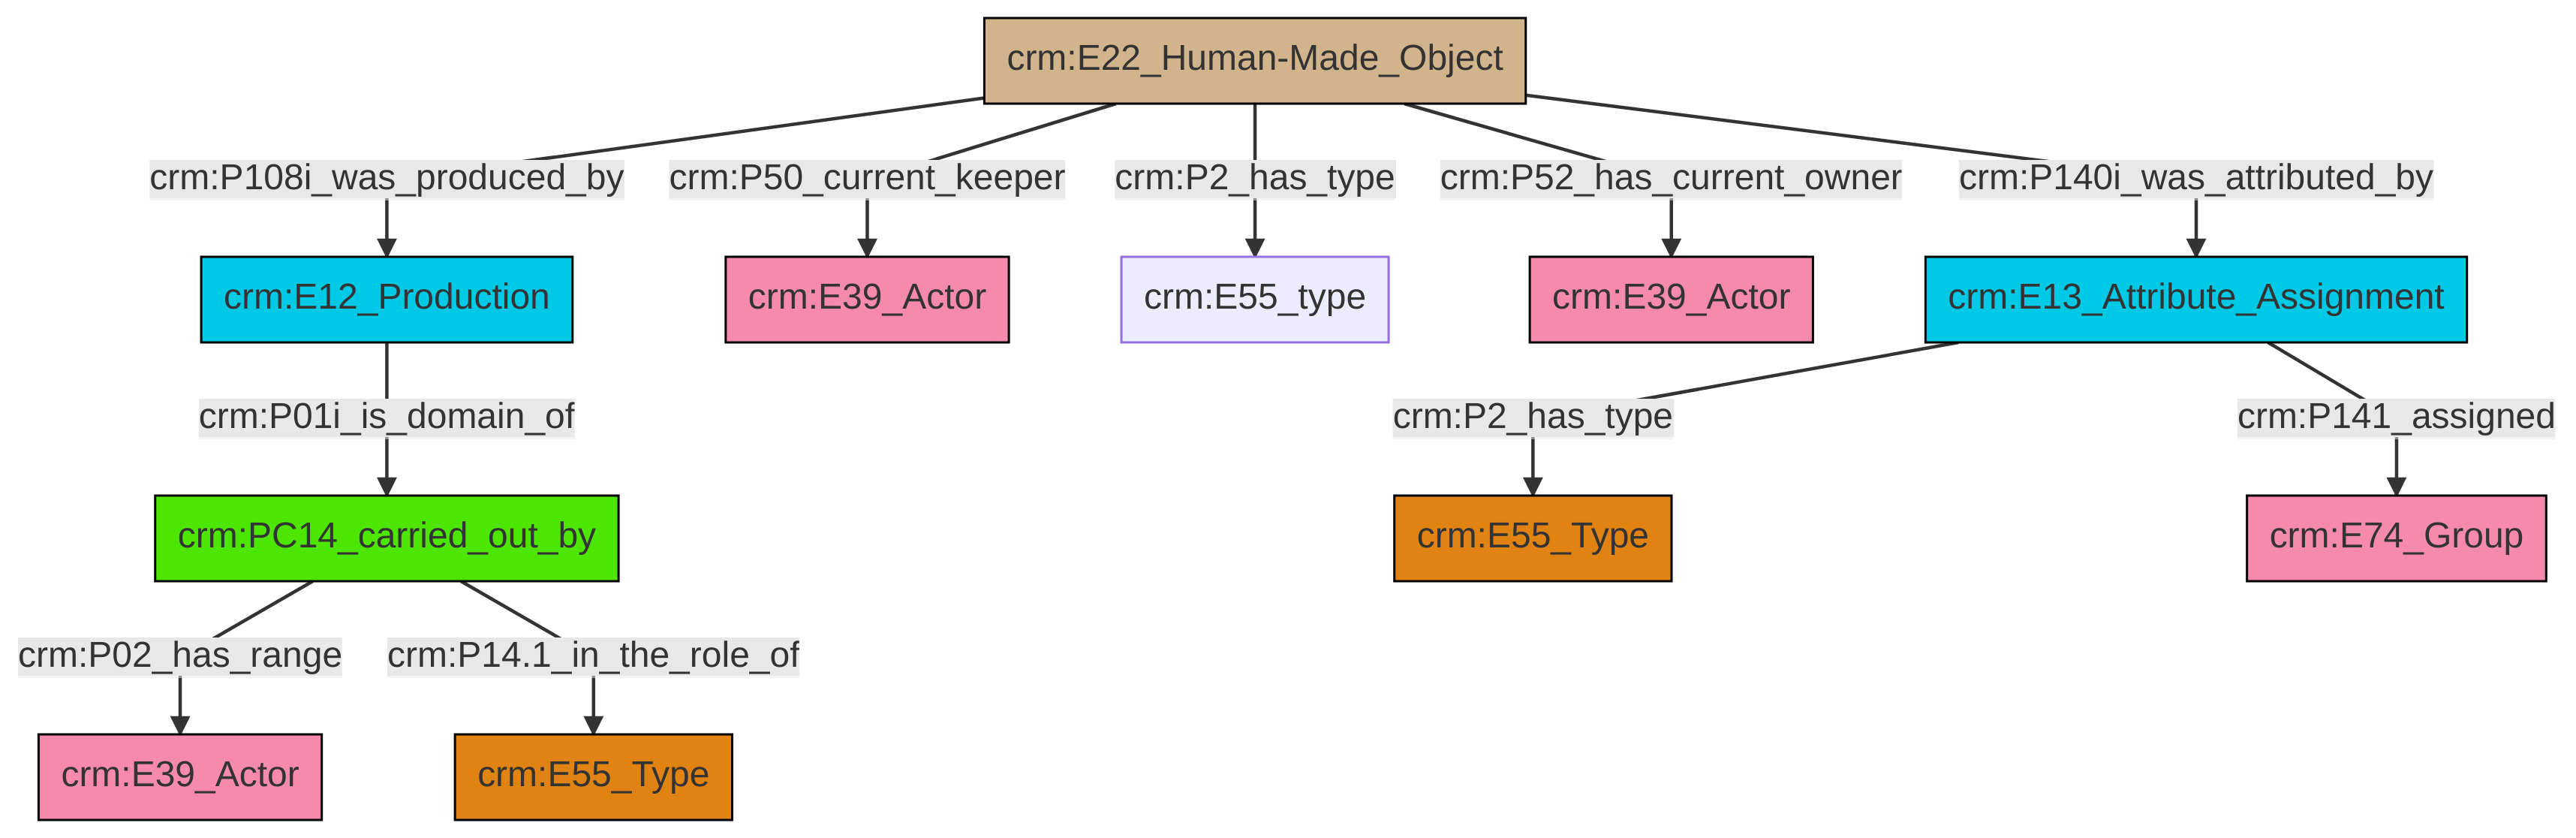 crm:E22_Human-Made_Object
crm:P108i_was_produced_by
crm:P50_current_keeper
crm:P2_has_type
crm:P52_has_current_owner
crm:P140i_was_attributed_by
crm:E12_Production
crm:E39_Actor
crm:E55_type
crm:E39_Actor
crm:E13_Attribute_Assignment
crm:P01i_is_domain_of
crm:P2_has_type
crm:P141_assigned
crm:PC14_carried_out_by
crm:E55_Type
crm:E74_Group
crm:P02_has_range
crm:P14.1_in_the_role_of
crm:E39_Actor
crm:E55_Type